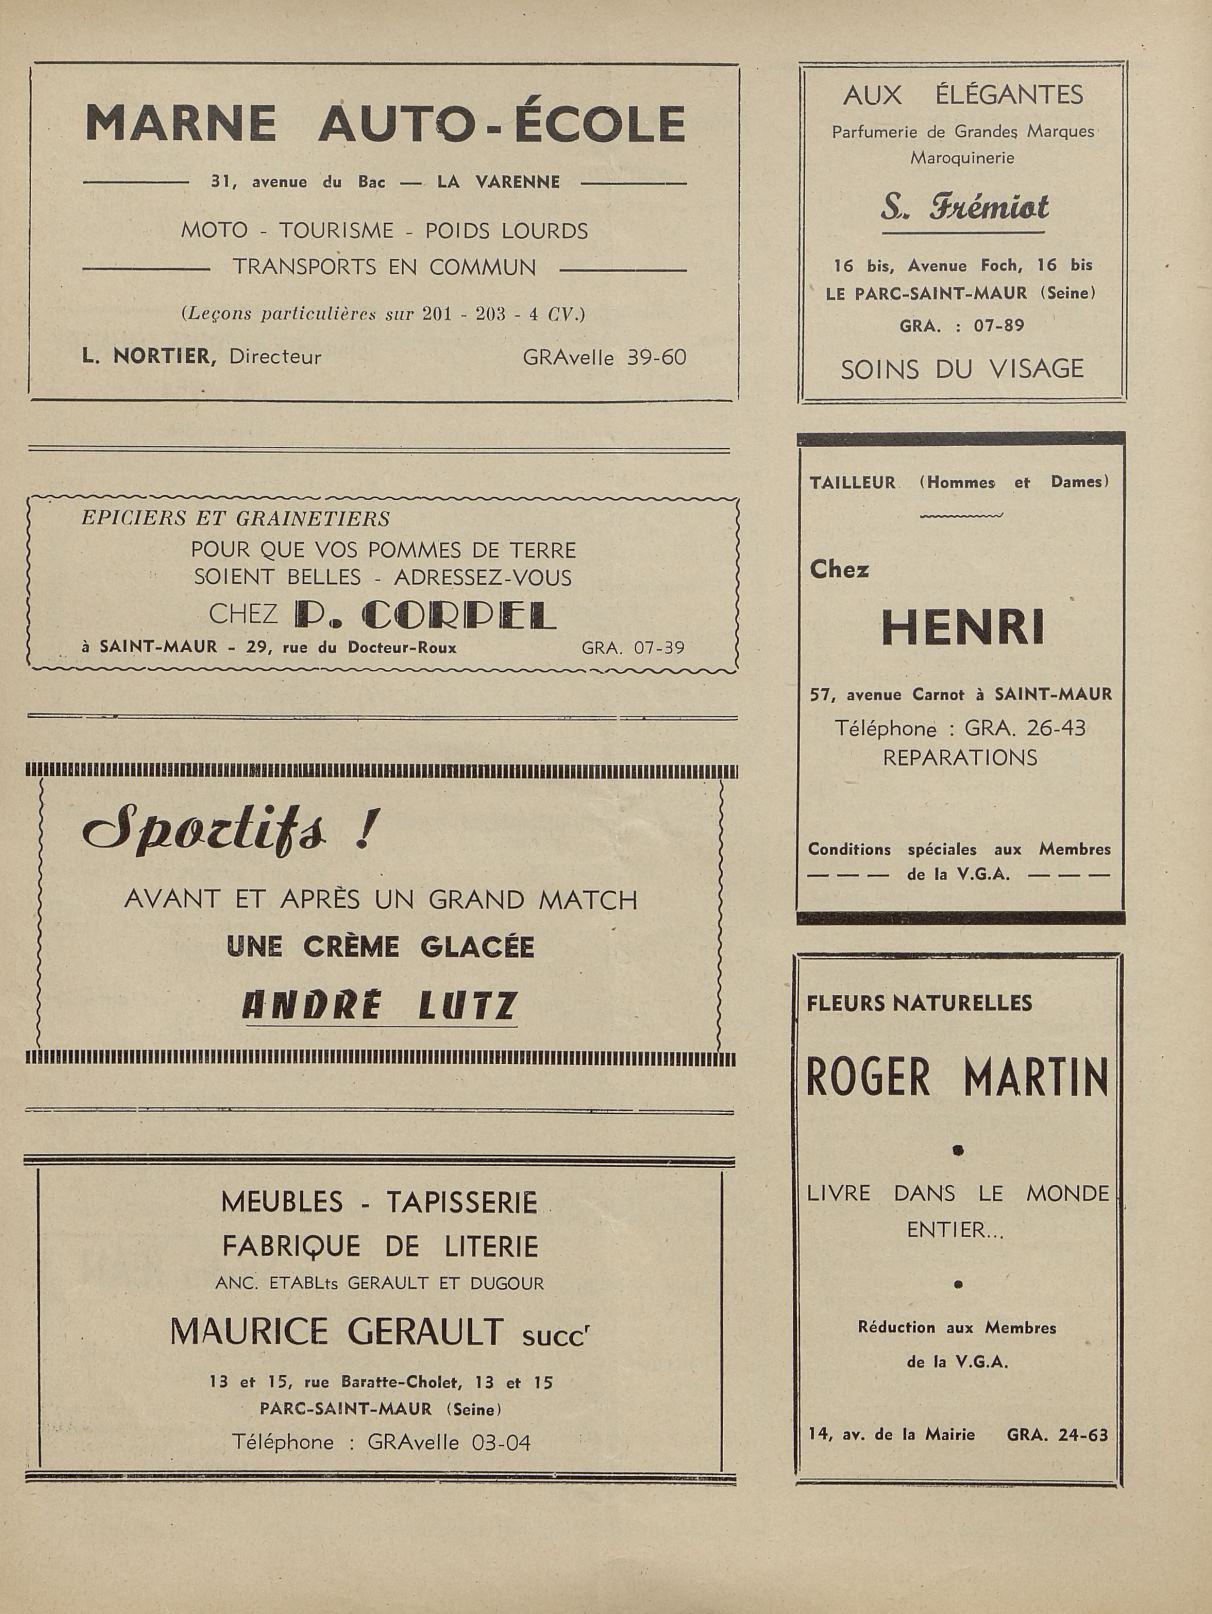 MARNE AUTO-ÉCOLE
31, avenue du Bac — LA VARENNE
MOTO - TOURISME - POIDS LOURDS
TRANSPORTS EN COMMUN
(Leçons particulières sur 201 - 203 - 4 CV.)
L. NORTIER, Directeur GRAvelle 39-60
EPICIERS ET GRAINETIERS
POUR QUE VOS POMMES DE TERRE
SOIENT BELLES - ADRESSEZ-VOUS
CHEZ P. CORPEL
à SAINT-MAUR - 29, rue du Docteur-Roux GRA. 07-39
Sportifs !
AVANT ET APRÈS UN GRAND MATCH
UNE CRÈME GLACÉE
ANDRÉ LUTZ
MEUBLES - TAPISSERIE
FABRIQUE DE LITERIE
ANC. ETABLts GERAULT ET DUGOUR
MAURICE GERAULT succr
13 et 15, rue Baratte-Cholet, 13 et 15
PARC-SAINT-MAUR (Seine)
Téléphone : GRAvelle 03-04
AUX ÉLÉGANTES
Parfumerie de Grandes Marques
Maroquinerie
S. Frémiot
16 bis, Avenue Foch, 16 bis
LE PARC-SAINT-MAUR (Seine)
GRA. : 07-89
SOINS DU VISAGE
TAILLEUR (Hommes et Dames)
Chez
HENRI
57, avenue Carnot à SAINT-MAUR
Téléphone : GRA. 26-43
REPARATIONS
Conditions spéciales aux Membres
— — — de la V.G.A. — — —
FLEURS NATURELLES
ROGER MARTIN
LIVRE DANS LE MONDE
ENTIER...
Réduction aux Membres
de la V.G.A.
14, av. de la Mairie GRA. 24-63